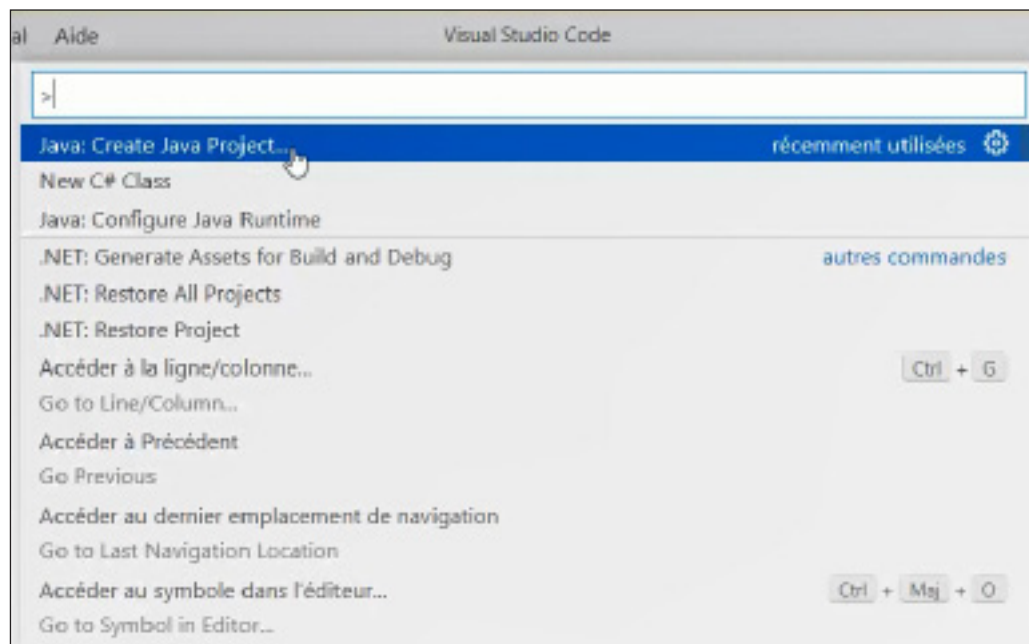 al Aide Visual Studio Code
>
Java: Create Java Project... récemment utilisées
New C# Class
Java: Configure Java Runtime
.NET: Generate Assets for Build and Debug autres commandes
.NET: Restore All Projects
.NET: Restore Project
Accéder à la ligne/colonne... Ctrl + G
Go to Line/Column...
Accéder à Précédent
Go Previous
Accéder au dernier emplacement de navigation
Go to Last Navigation Location
Accéder au symbole dans l'éditeur... Ctrl + Maj + O
Go to Symbol in Editor...